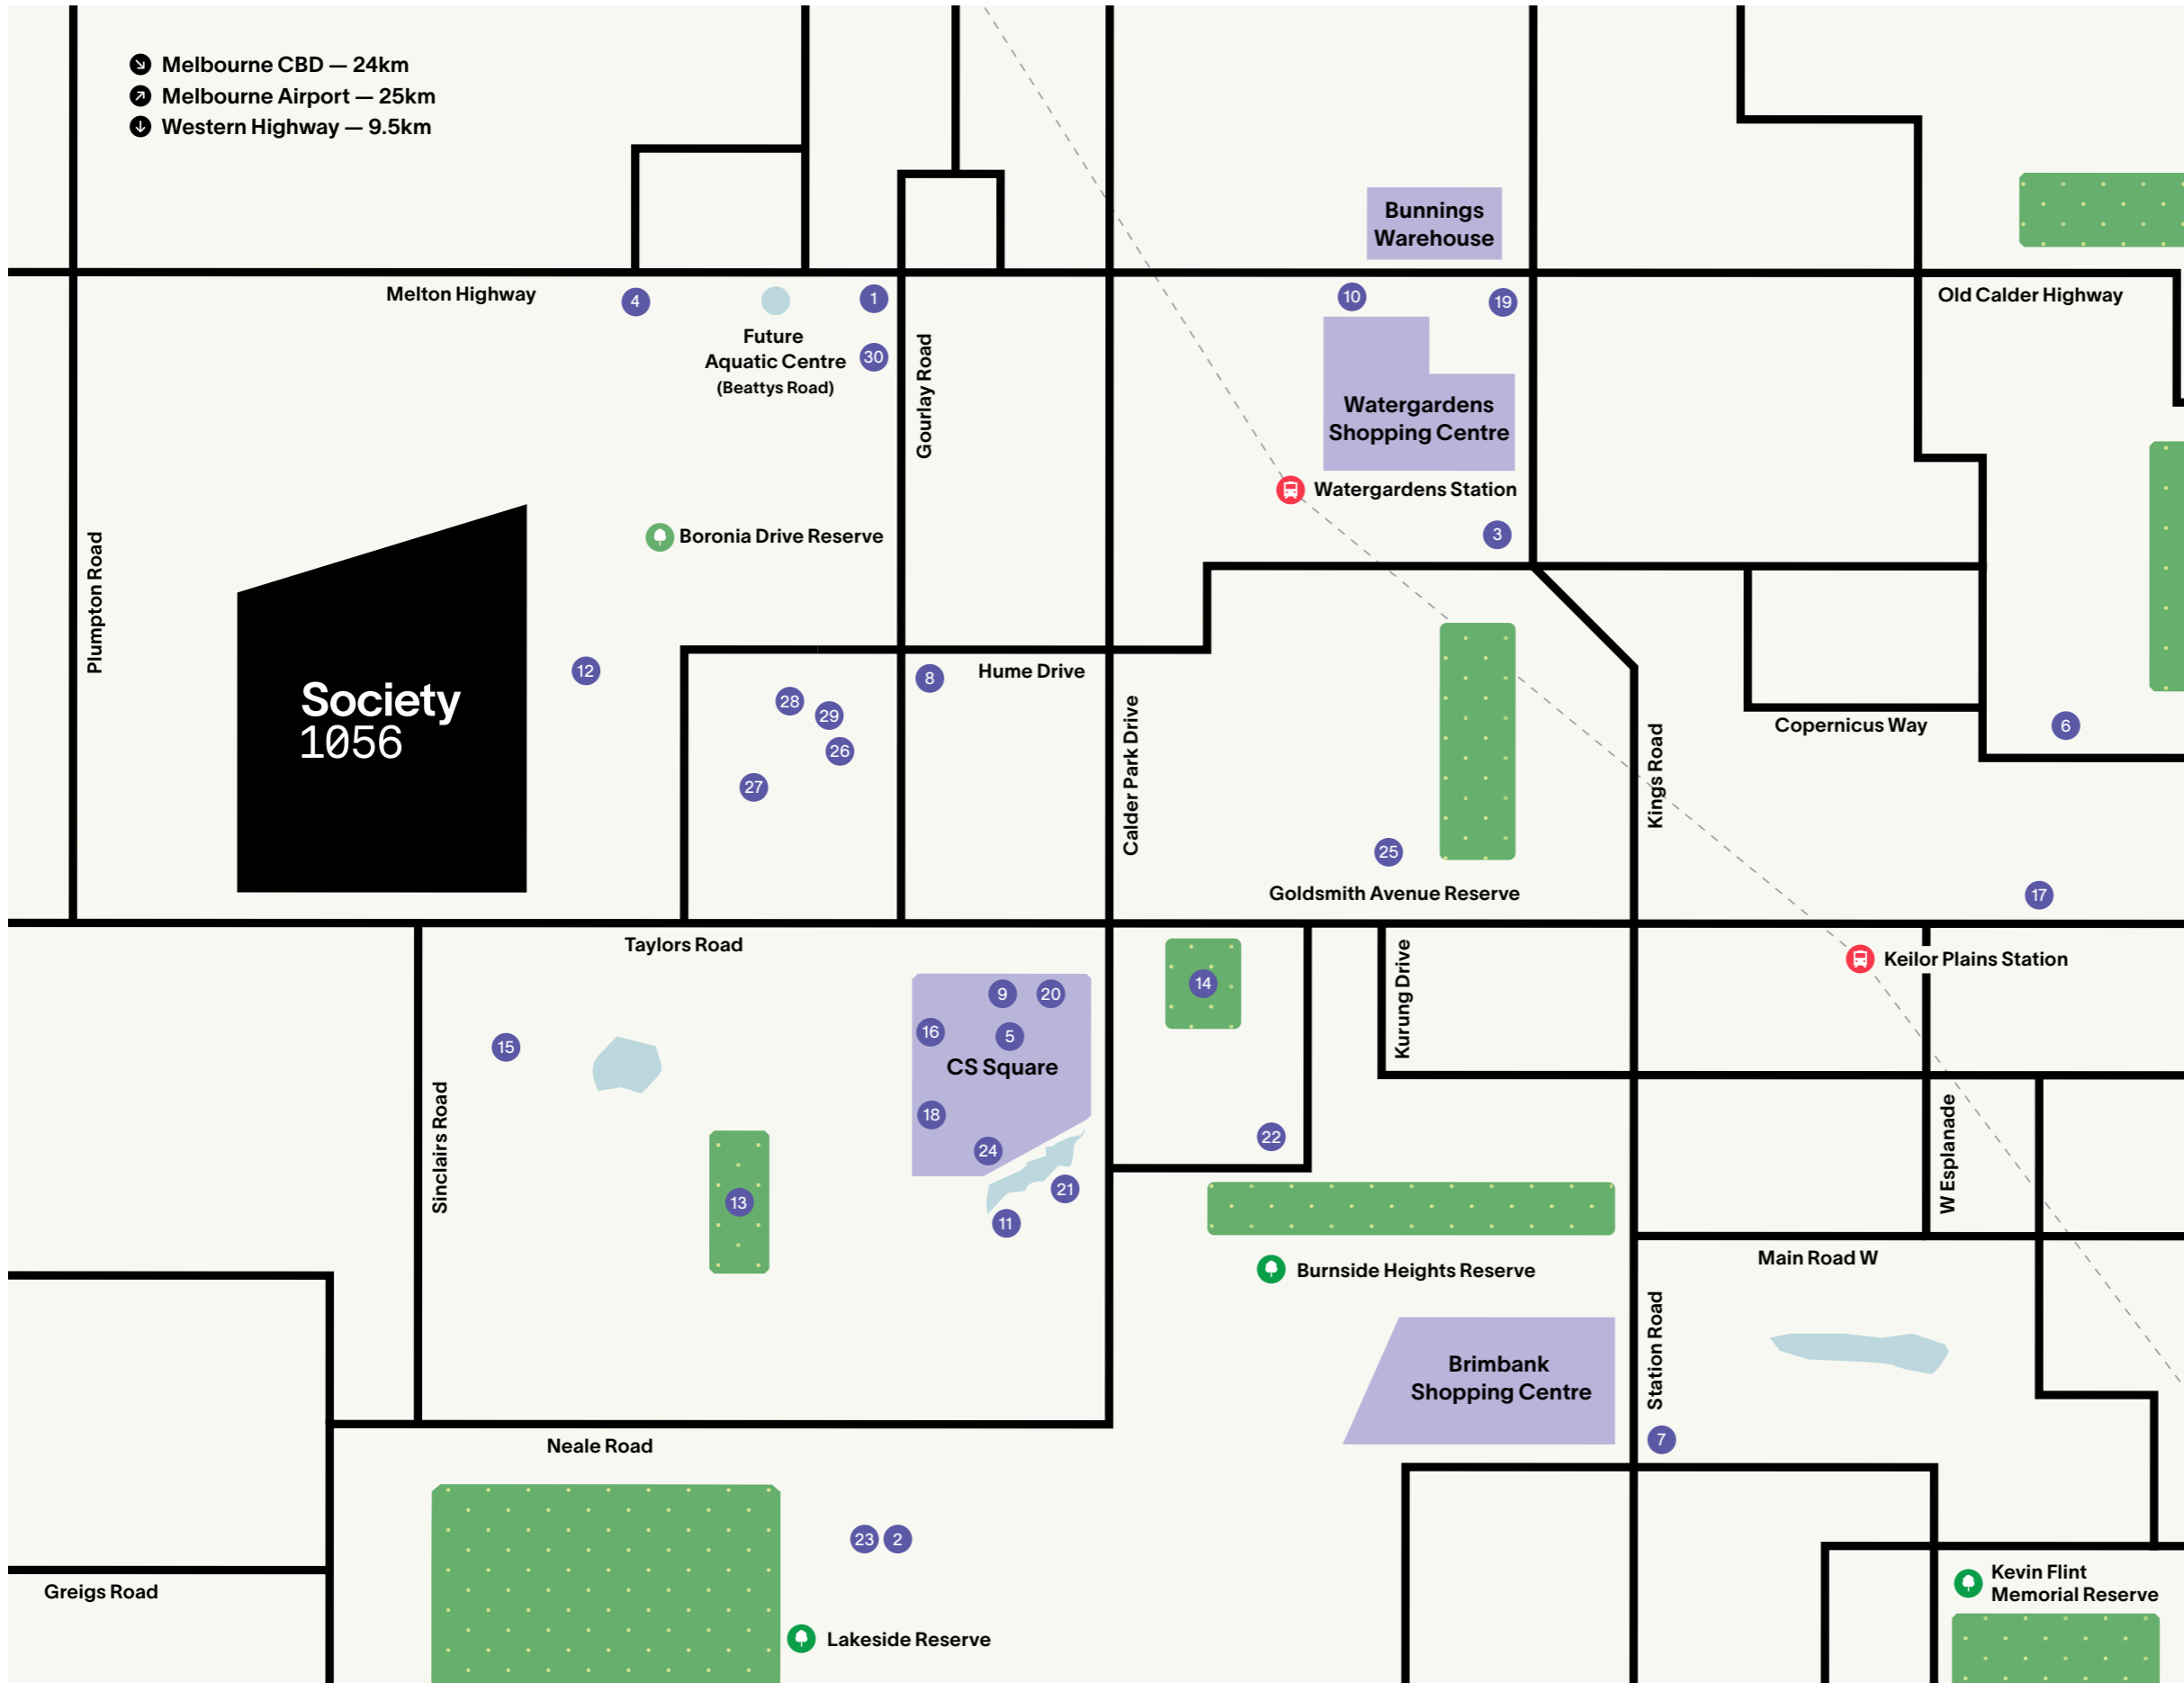 Melbourne CBD — 24km
Melbourne Airport — 25km
Western Highway — 9.5km
Bunnings
Warehouse
Melton Highway
4
1
10
19
Old Calder Highway
Future
Aquatic Centre
(Beattys Road)
30
Gourlay Road
Watergardens
Shopping Centre
Watergardens Station
Boronia Drive Reserve
3
Plumpton Road
12
Society
1056
8
Hume Drive
28
29
26
27
Calder Park Drive
Kings Road
Copernicus Way
6
25
Goldsmith Avenue Reserve
17
Taylors Road
Kurung Drive
Keilor Plains Station
9
20
14
16
5
CS Square
15
Sinclairs Road
18
24
22
W Esplanade
13
21
11
Main Road W
Burnside Heights Reserve
Station Road
Brimbank
Shopping Centre
Neale Road
7
23
2
Greigs Road
Kevin Flint
Memorial Reserve
Lakeside Reserve